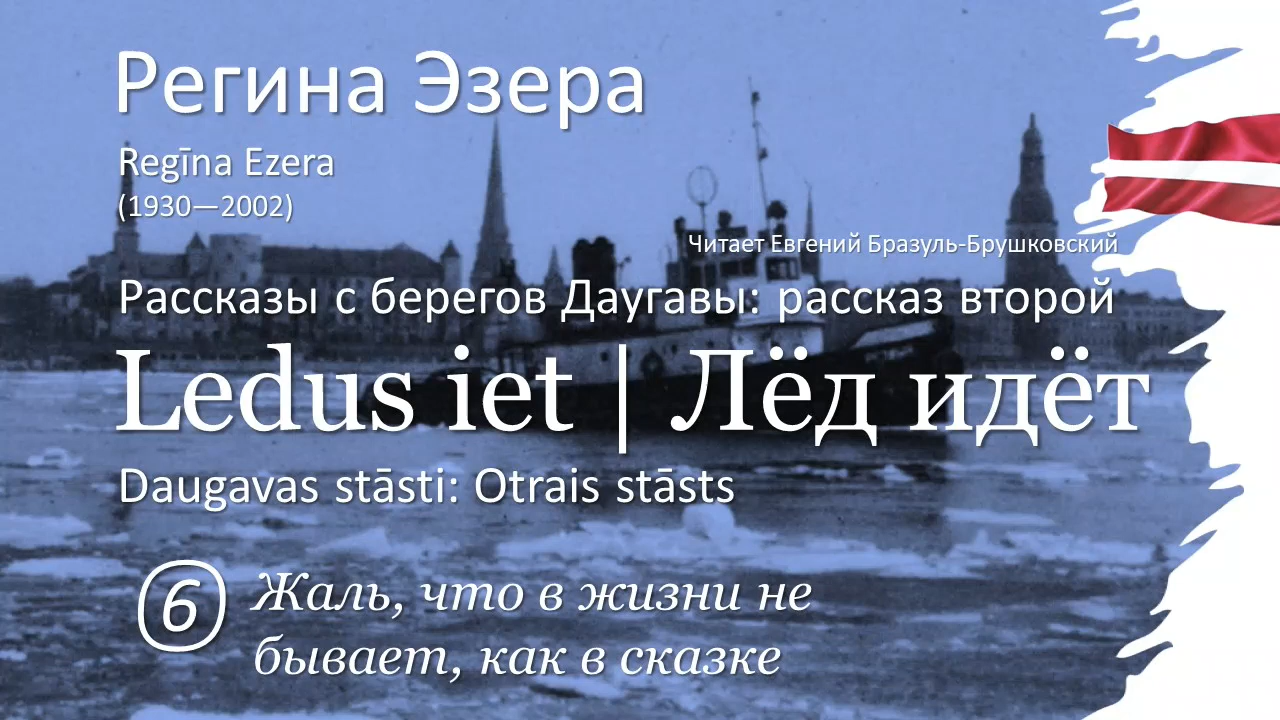 Регина Эзера
Regīna Ezera
(1930—2002)
Читает Евгений Бразуль-Брушковский
Рассказы с берегов Даугавы: рассказ второй
Ledus iet | Лёд идёт
Daugavas stāsti: Otrais stāsts
6 Жаль, что в жизни не
бывает, как в сказке